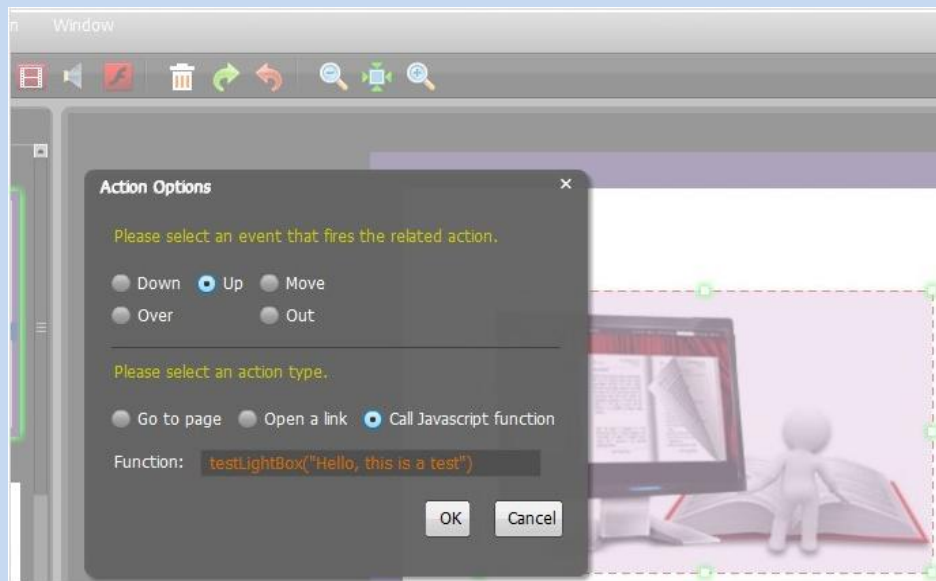 Window
Action Options
Please select an event that fires the related action.
Down Up Move
Over Out
Please select an action type.
Go to page Open a link Call Javascript function
Function: testLightBox("Hello, this is a test")
OK Cancel